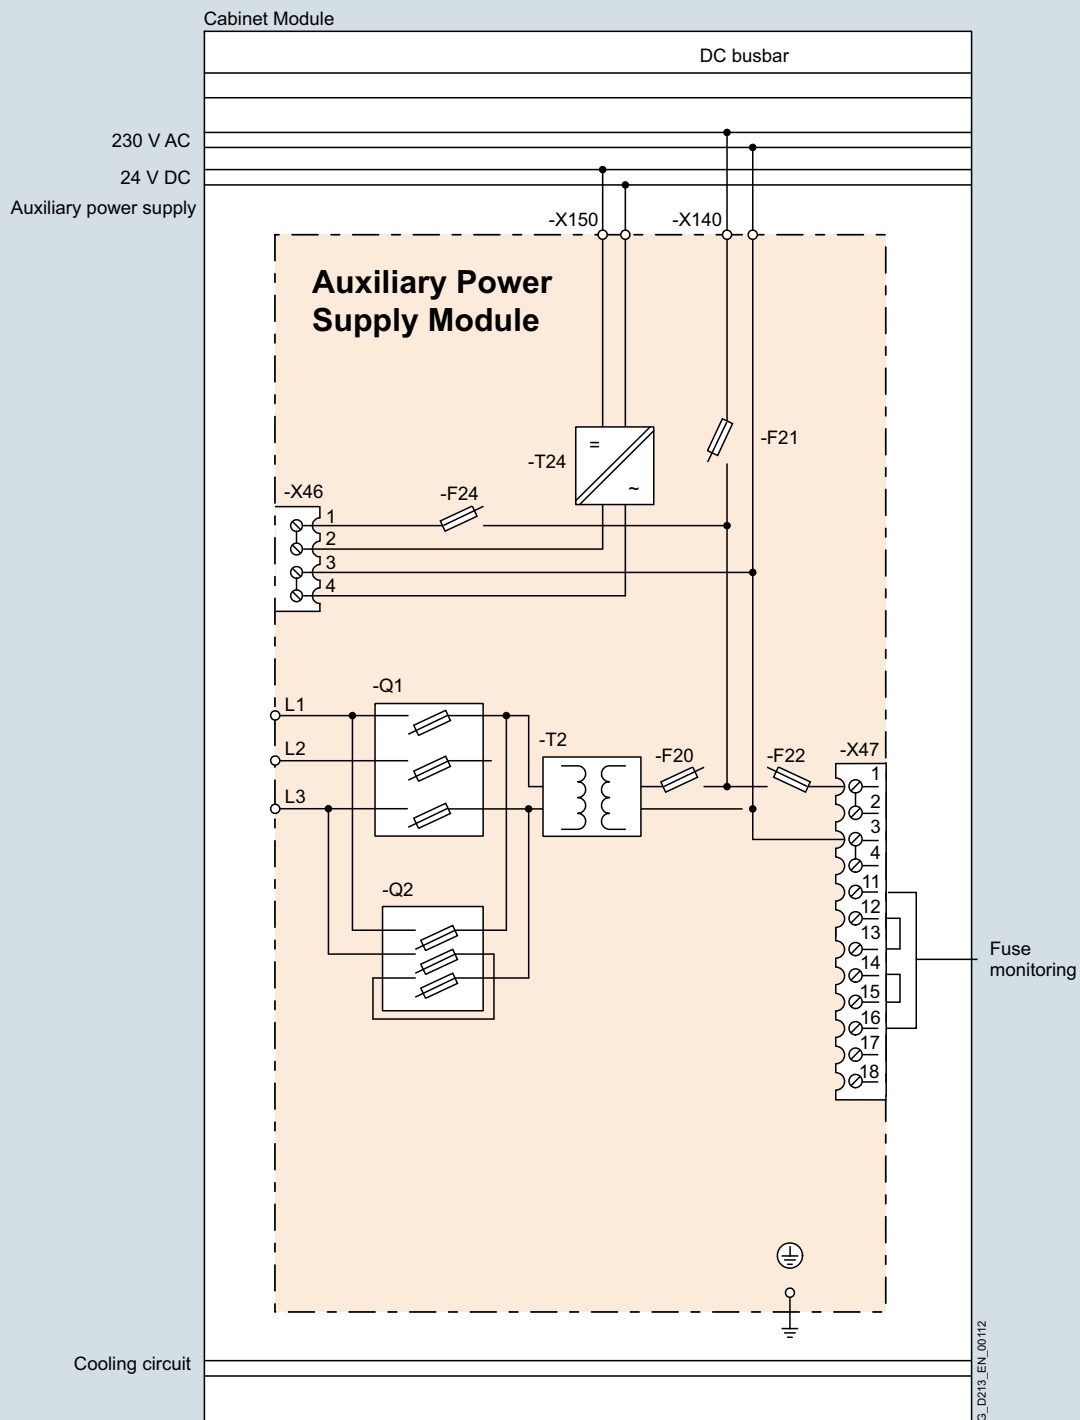 Cabinet Module
DC busbar
230 V AC
24 V DC
Auxiliary power supply
-X150
-X140
Auxiliary Power
Supply Module
=
~
-T24
-F21
-X46
-F24
1
2
3
4
-Q1
L1
L2
L3
-T2
-F20
-F22
-X47
1
2
3
4
11
12
13
14
15
16
17
18
-Q2
Fuse
monitoring
Cooling circuit
G_D213_EN_00112